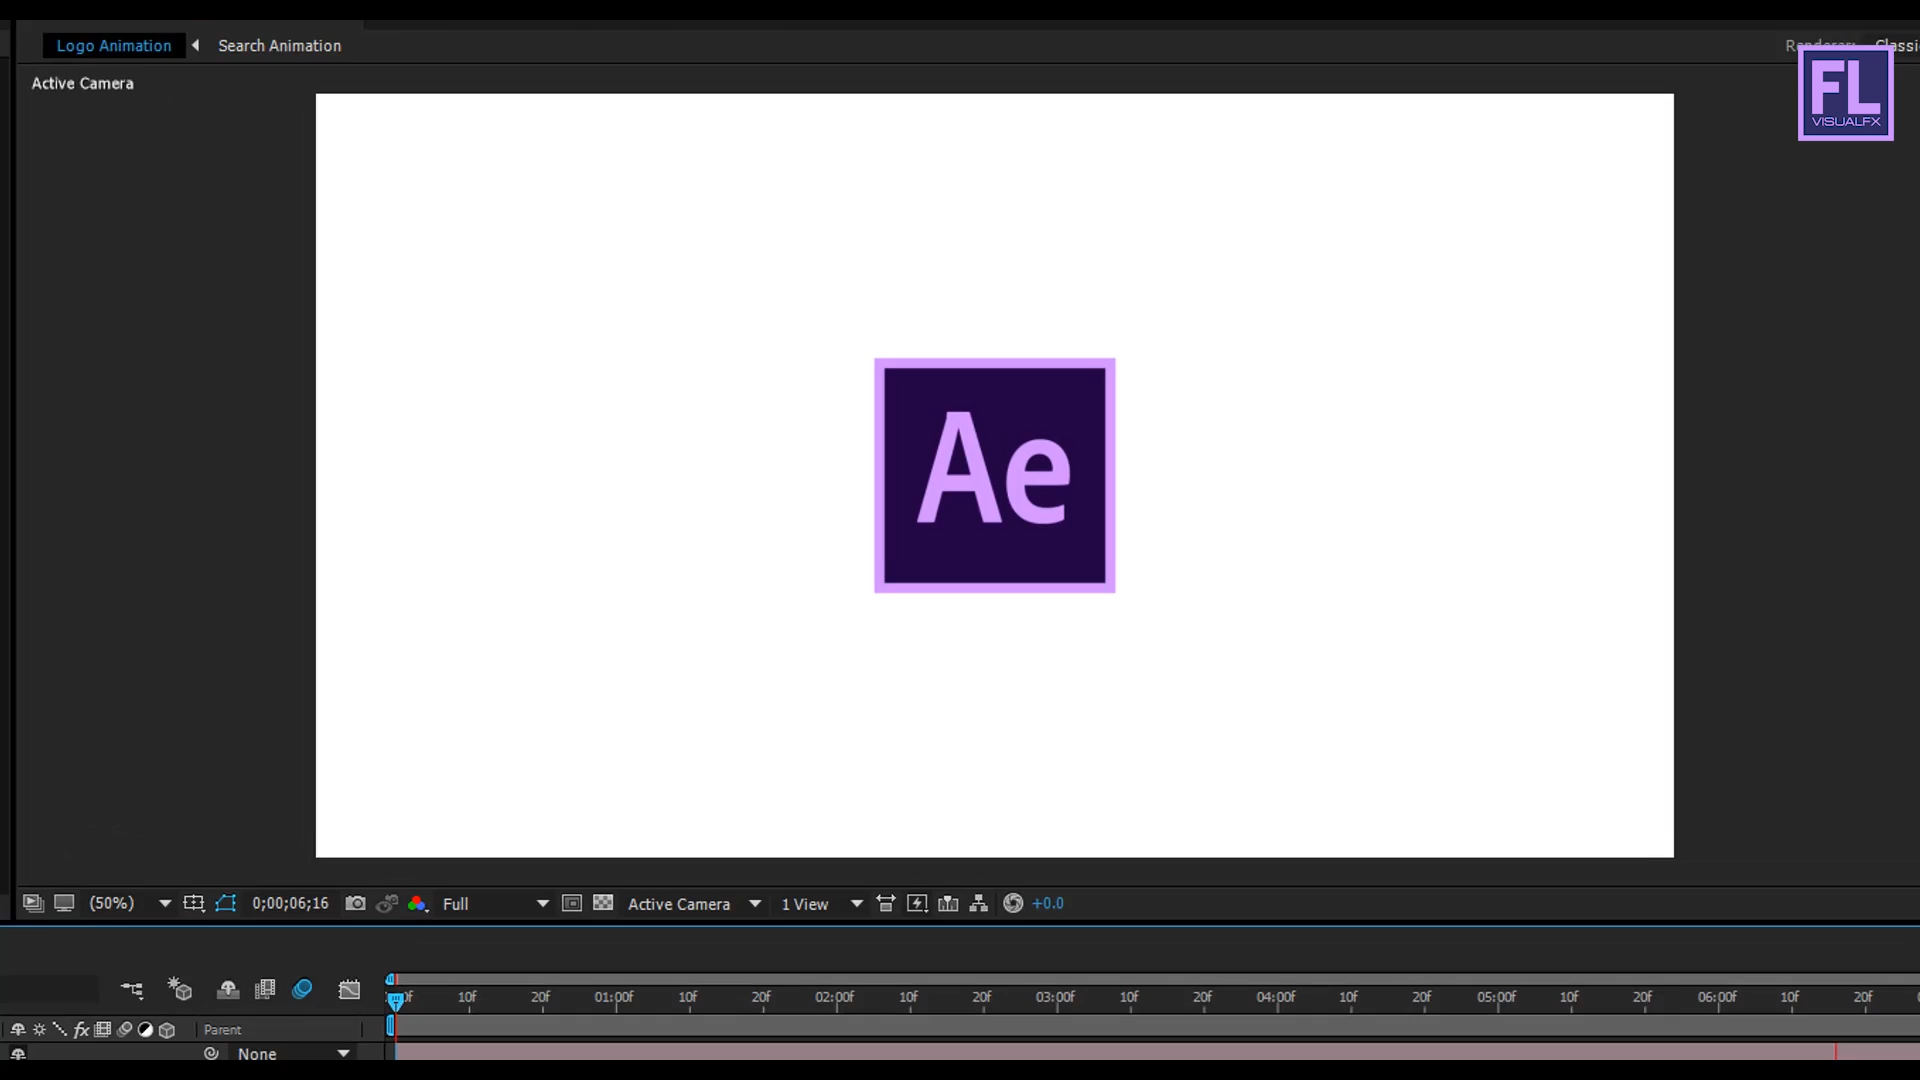 Logo Animation Search Animation
Active Camera
FL
VISUALFX
Ae
(50%) 0;00;06;16 Full Active Camera 1 View +0.0
10f 20f 01:00f 10f 20f 02:00f 10f 20f 03:00f 10f 20f 04:00f 10f 20f 05:00f 10f 20f 06:00f 10f 20f
fx Parent
None